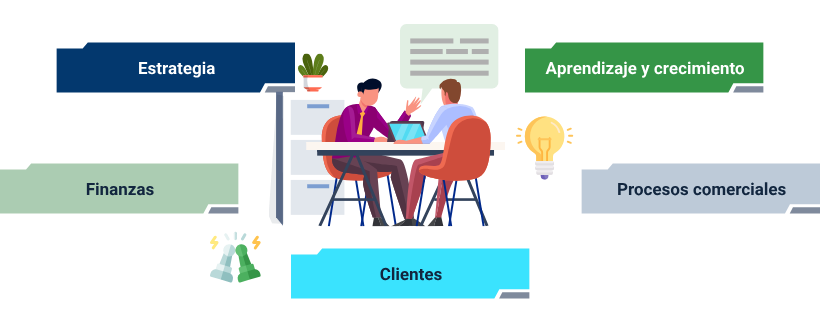 Estrategia
Aprendizaje y crecimiento
Finanzas
Procesos comerciales
Clientes